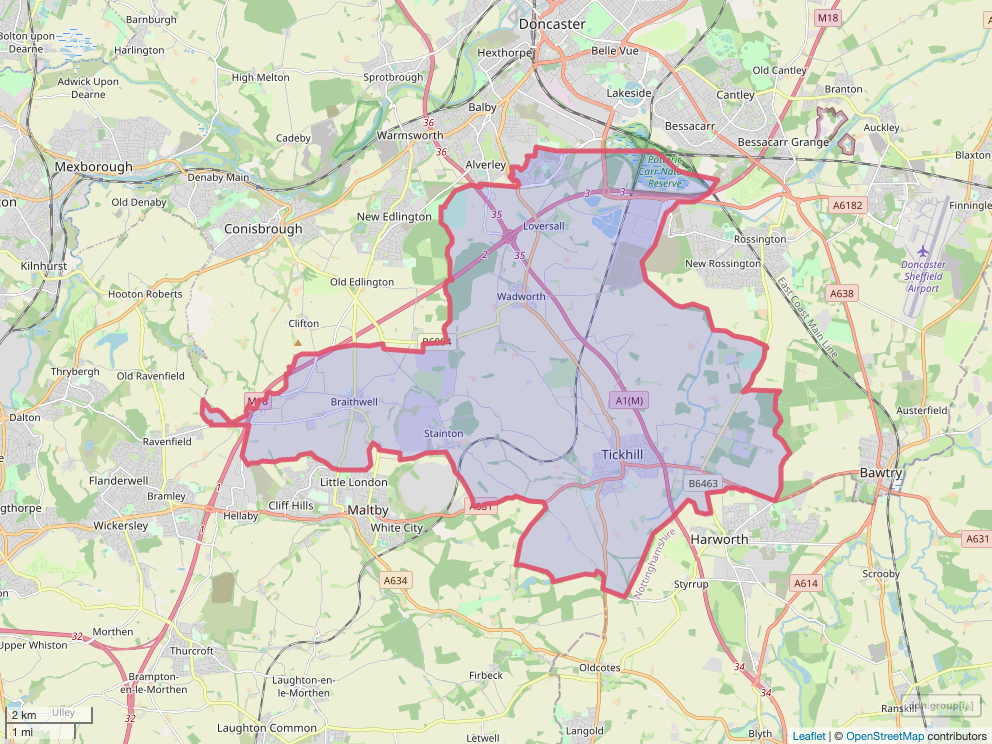 Barnburgh
M18
Doncaster
Bolton upon
Dearne
Harlington
Hexthorpe
Belle Vue
High Melton
Sprotbrough
Old Cantley
Adwick Upon
Dearne
Lakeside
Cantley
Branton
Balby
Cadeby
36
Warmsworth
Bessacarr
Auckley
36
Bessacarr Grange
Mexborough
Alverley
Potteric
Carr Nature
Reserve
Blaxton
Denaby Main
3
3
Old Denaby
New Edlington
35
A6182
Finningley
Conisbrough
Loversall
Rossington
2
35
Kilnhurst
New Rossington
Doncaster
Sheffield
Airport
Old Edlington
Hooton Roberts
Wadworth
East Coast Main Line
A638
Clifton
B6094
Thrybergh
Old Ravenfield
M18
Braithwell
A1(M)
Dalton
Austerfield
Ravenfield
Stainton
Tickhill
Bawtry
Flanderwell
Little London
B6463
1
Bramley
Cliff Hills
Maltby
A631
Wickersley
Hellaby
White City
Harworth
A631
Nottinghamshire
A634
Styrrup
A614
Scrooby
32
Morthen
Upper Whiston
Thurcroft
Oldcotes
34
Brampton-
en-le-Morthen
Firbeck
Laughton-en-
le-Morthen
34
2 km
Ulley
32
1 mi
Laughton Common
Letwell
Langold
Blyth
Ranskill
Leaflet | © OpenStreetMap contributors